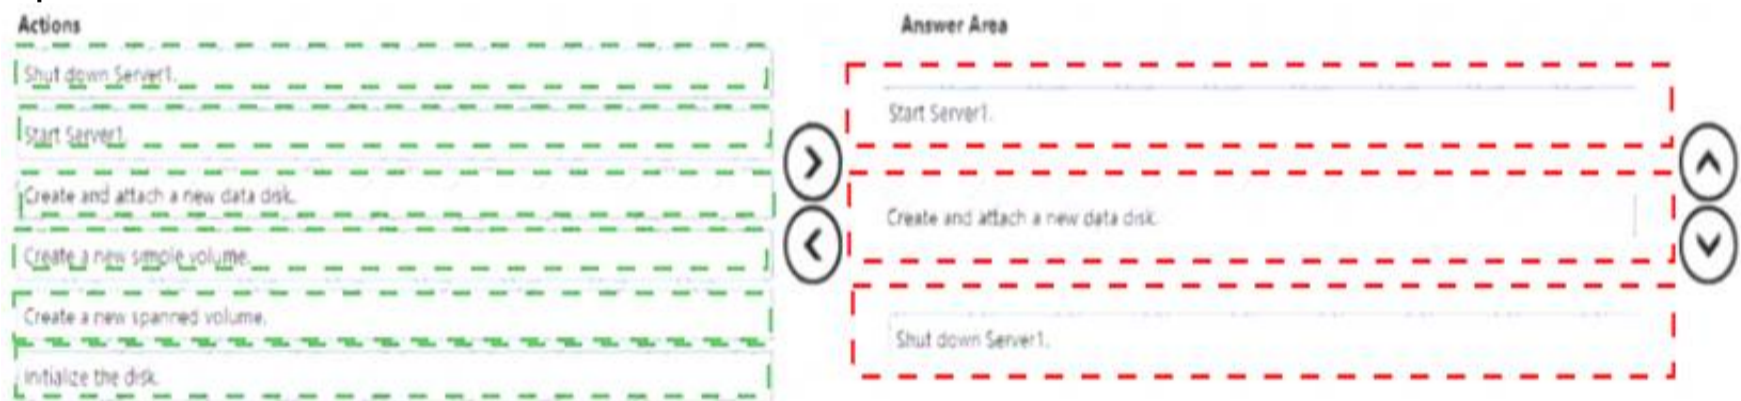 Actions
Shut down Server1.
Start Server1.
Create and attach a new data disk.
Create a new simple volume.
Create a new spanned volume.
Initialize the disk.
Answer Area
Start Server1.
Create and attach a new data disk.
Shut down Server1.